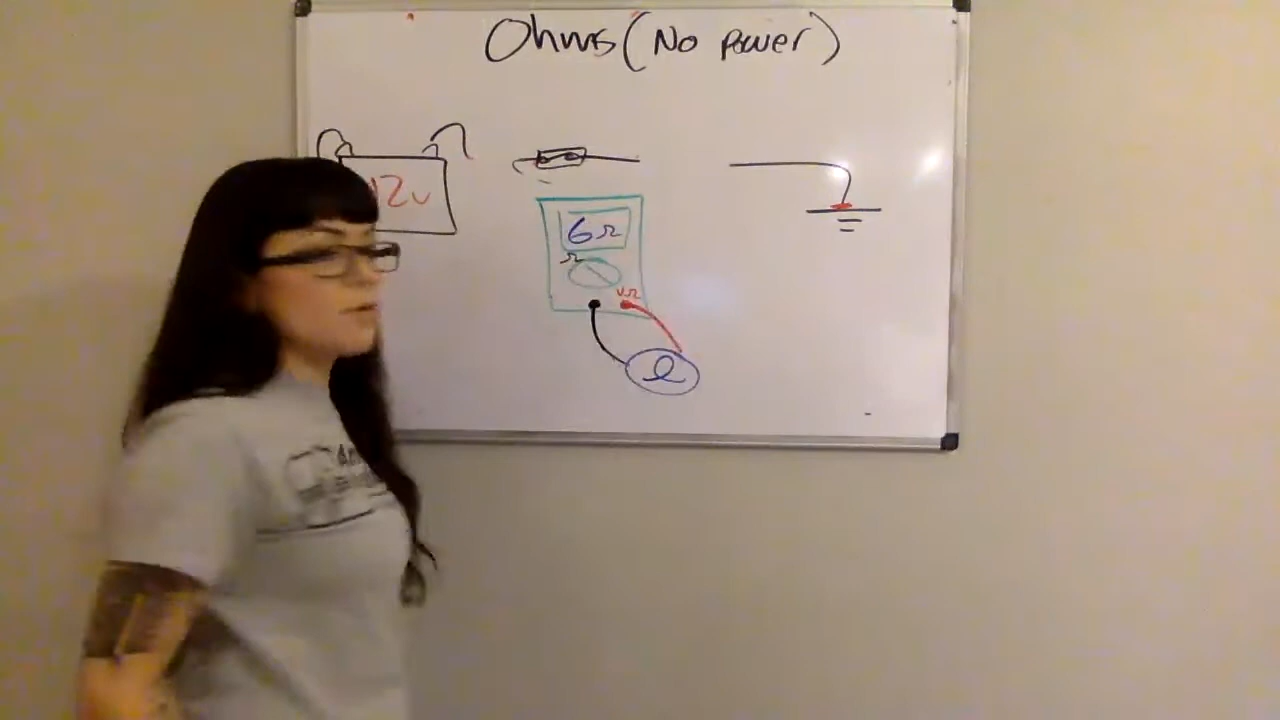 Ohms (No power)
12v
6Ω
Ω
vΩ